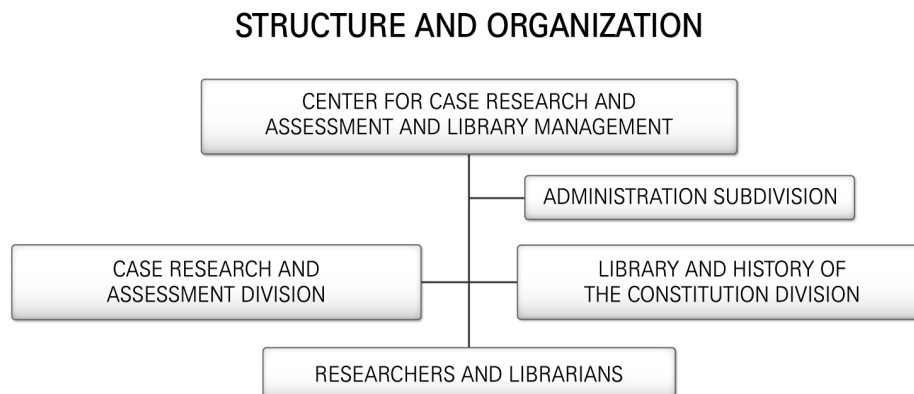 STRUCTURE AND ORGANIZATION
CENTER FOR CASE RESEARCH AND
ASSESSMENT AND LIBRARY MANAGEMENT
ADMINISTRATION SUBDIVISION
CASE RESEARCH AND
ASSESSMENT DIVISION
LIBRARY AND HISTORY OF
THE CONSTITUTION DIVISION
RESEARCHERS AND LIBRARIANS